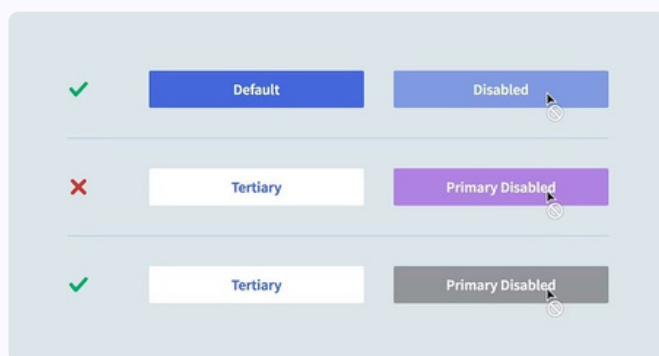 Default
Disabled
Tertiary
Primary Disabled
Tertiary
Primary Disabled